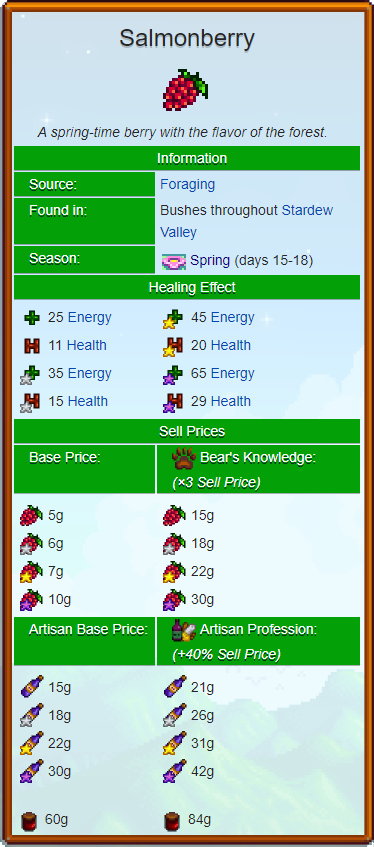 Salmonberry
A spring-time berry with the flavor of the forest.
Information
Source: Foraging
Found in: Bushes throughout Stardew
Valley
Season: Spring (days 15-18)
Healing Effect
25 Energy 45 Energy
11 Health 20 Health
35 Energy 65 Energy
15 Health 29 Health
Sell Prices
Base Price: Bear's Knowledge:
(×3 Sell Price)
5g 15g
6g 18g
7g 22g
10g 30g
Artisan Base Price: Artisan Profession:
(+40% Sell Price)
15g 21g
18g 26g
22g 31g
30g 42g
60g 84g